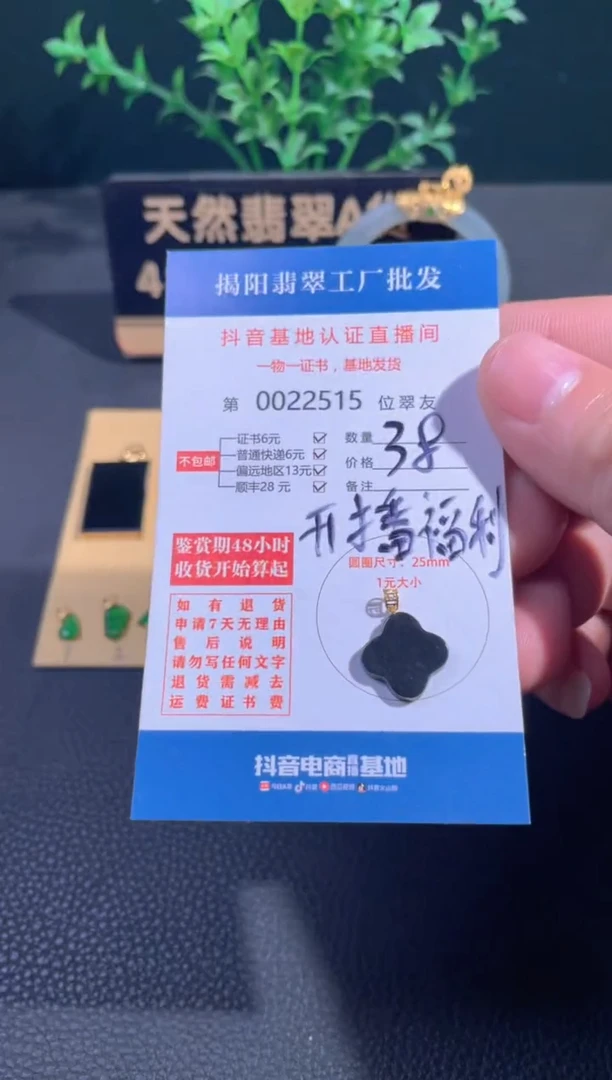 天然翡翠A
4
揭阳翡翠工厂批发
抖音基地认证直播间
一物一证书，基地发货
第 0022515 位翠友
不包邮
证书6元
普通快递6元
偏远地区13元
顺丰28 元
数量
价格
备注
38
开播福利
鉴赏期48小时
收货开始算起
圆圈尺寸：25mm
1元大小
如有退货
申请7天无理由
售后说明
请勿写任何文字
退货需减去
运费证书费
抖音电商直播基地
抖音